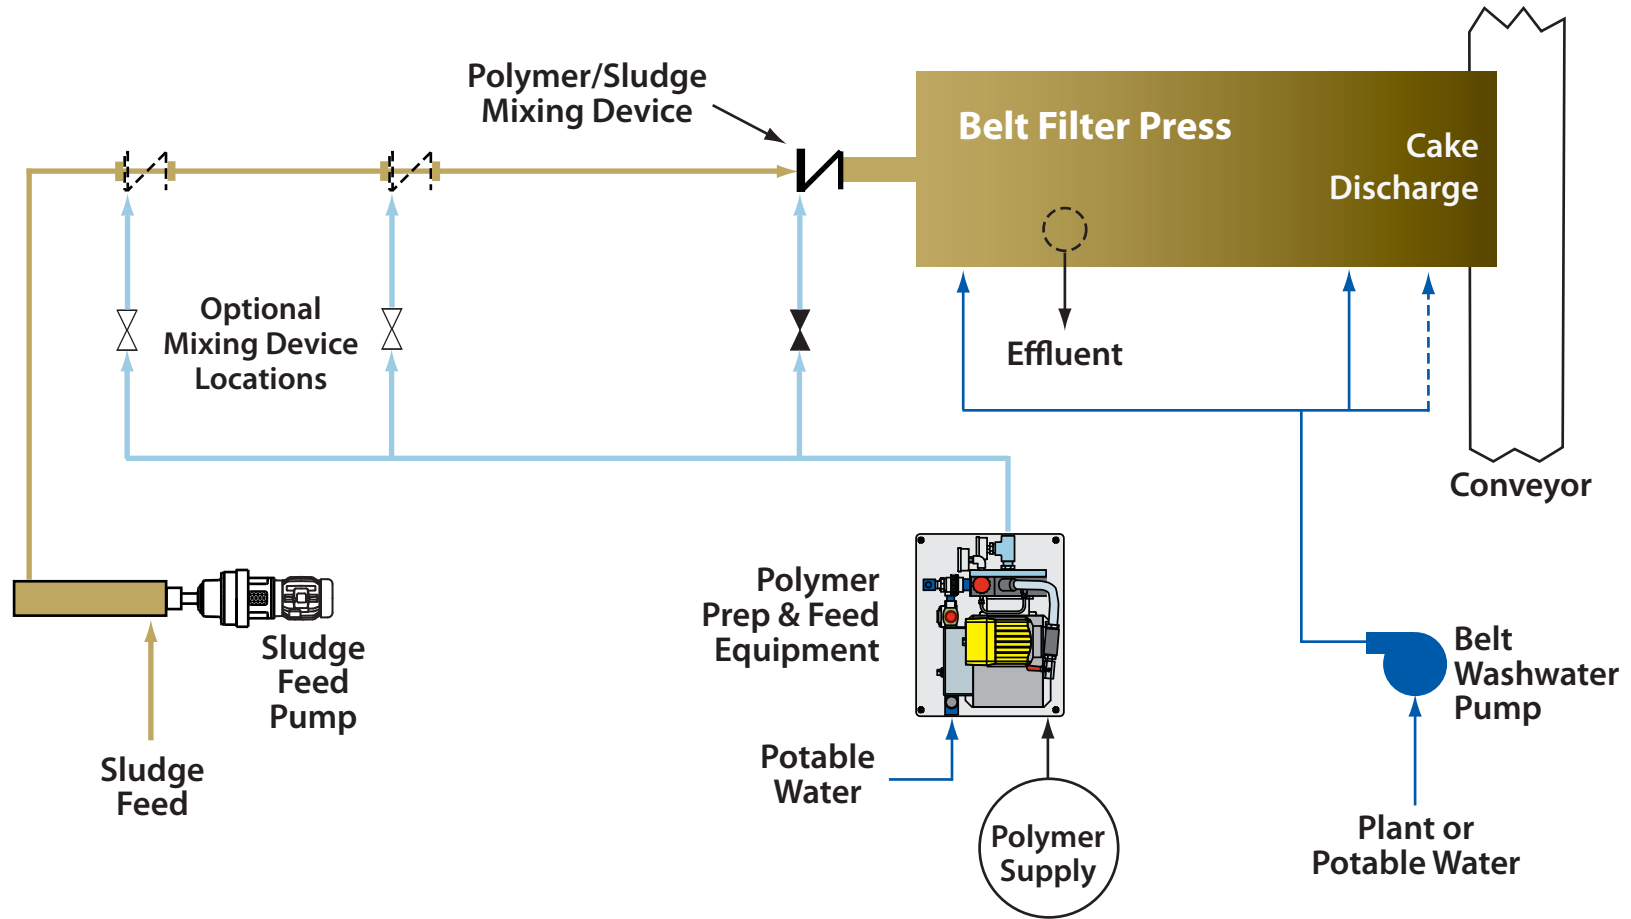 Polymer/Sludge
Mixing Device
Belt Filter Press
Cake
Discharge
Optional
Mixing Device
Locations
Effluent
Conveyor
Sludge
Feed
Pump
Sludge
Feed
Polymer
Prep & Feed
Equipment
Potable
Water
Polymer
Supply
Belt
Washwater
Pump
Plant or
Potable Water